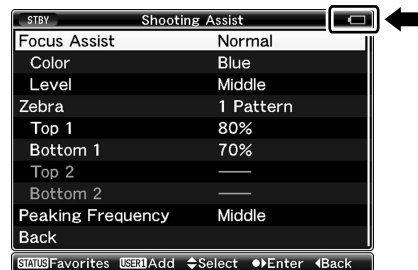 STBY Shooting Assist
Focus Assist Normal
Color Blue
Level Middle
Zebra 1 Pattern
Top 1 80%
Bottom 1 70%
Top 2 ——
Bottom 2 ——
Peaking Frequency Middle
Back
STATUS Favorites USER1 Add Select Enter Back